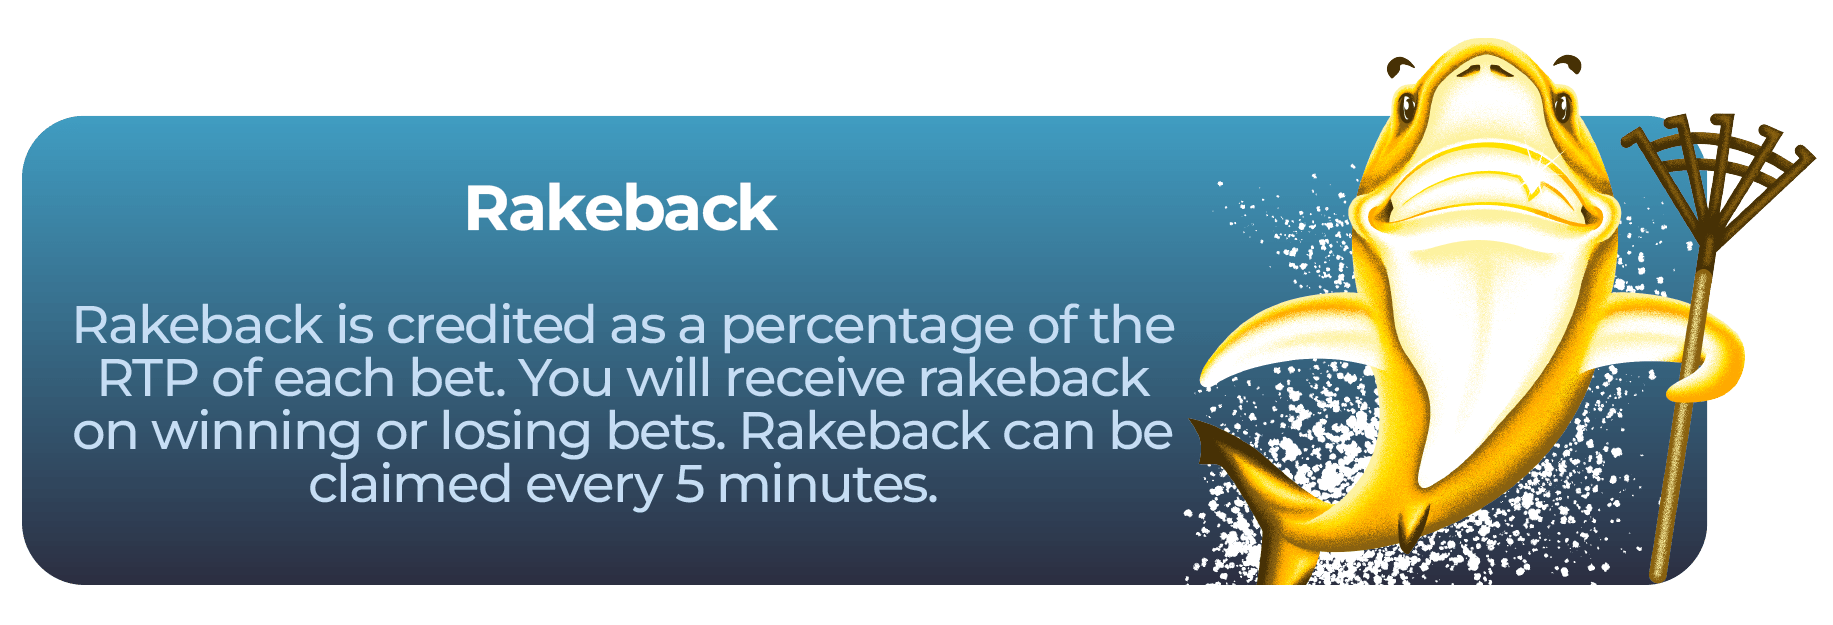 Rakeback
Rakeback is credited as a percentage of the
RTP of each bet. You will receive rakeback
on winning or losing bets. Rakeback can be
claimed every 5 minutes.